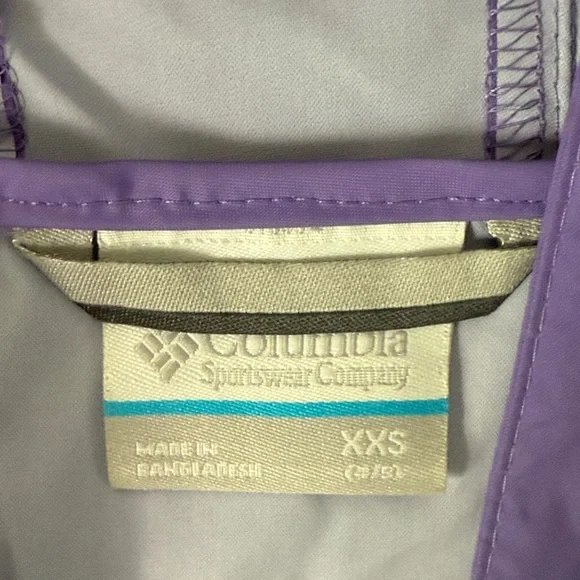 Columbia
Sportswear Company
XXS
MADE IN
BANGLADESH